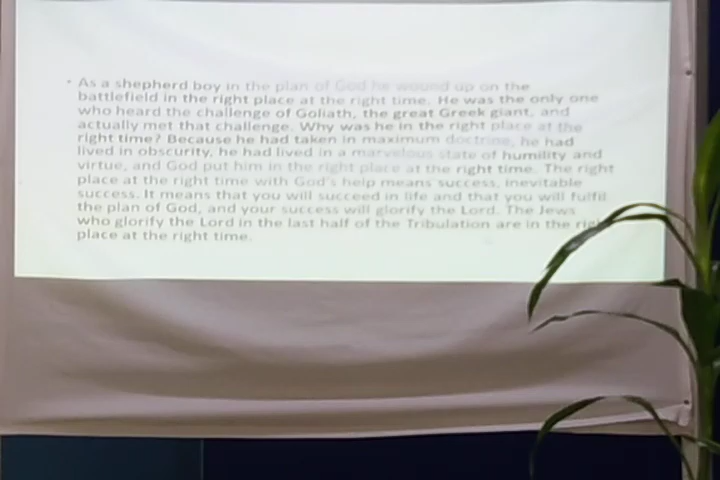 • As a shepherd boy in the plan of God he wound up on the
battlefield in the right place at the right time. He was the only one
who heard the challenge of Goliath, the great Greek giant, and
actually met that challenge. Why was he in the right place at the
right time? Because he had taken in maximum doctrine, he had
lived in obscurity, he had lived in a marvelous state of humility and
virtue, and God put him in the right place at the right time. The right
place at the right time with God's help means success, inevitable
success. It means that you will succeed in life and that you will fulfil
the plan of God, and your success will glorify the Lord. The Jews
who glorify the Lord in the last half of the Tribulation are in the
place at the right time.